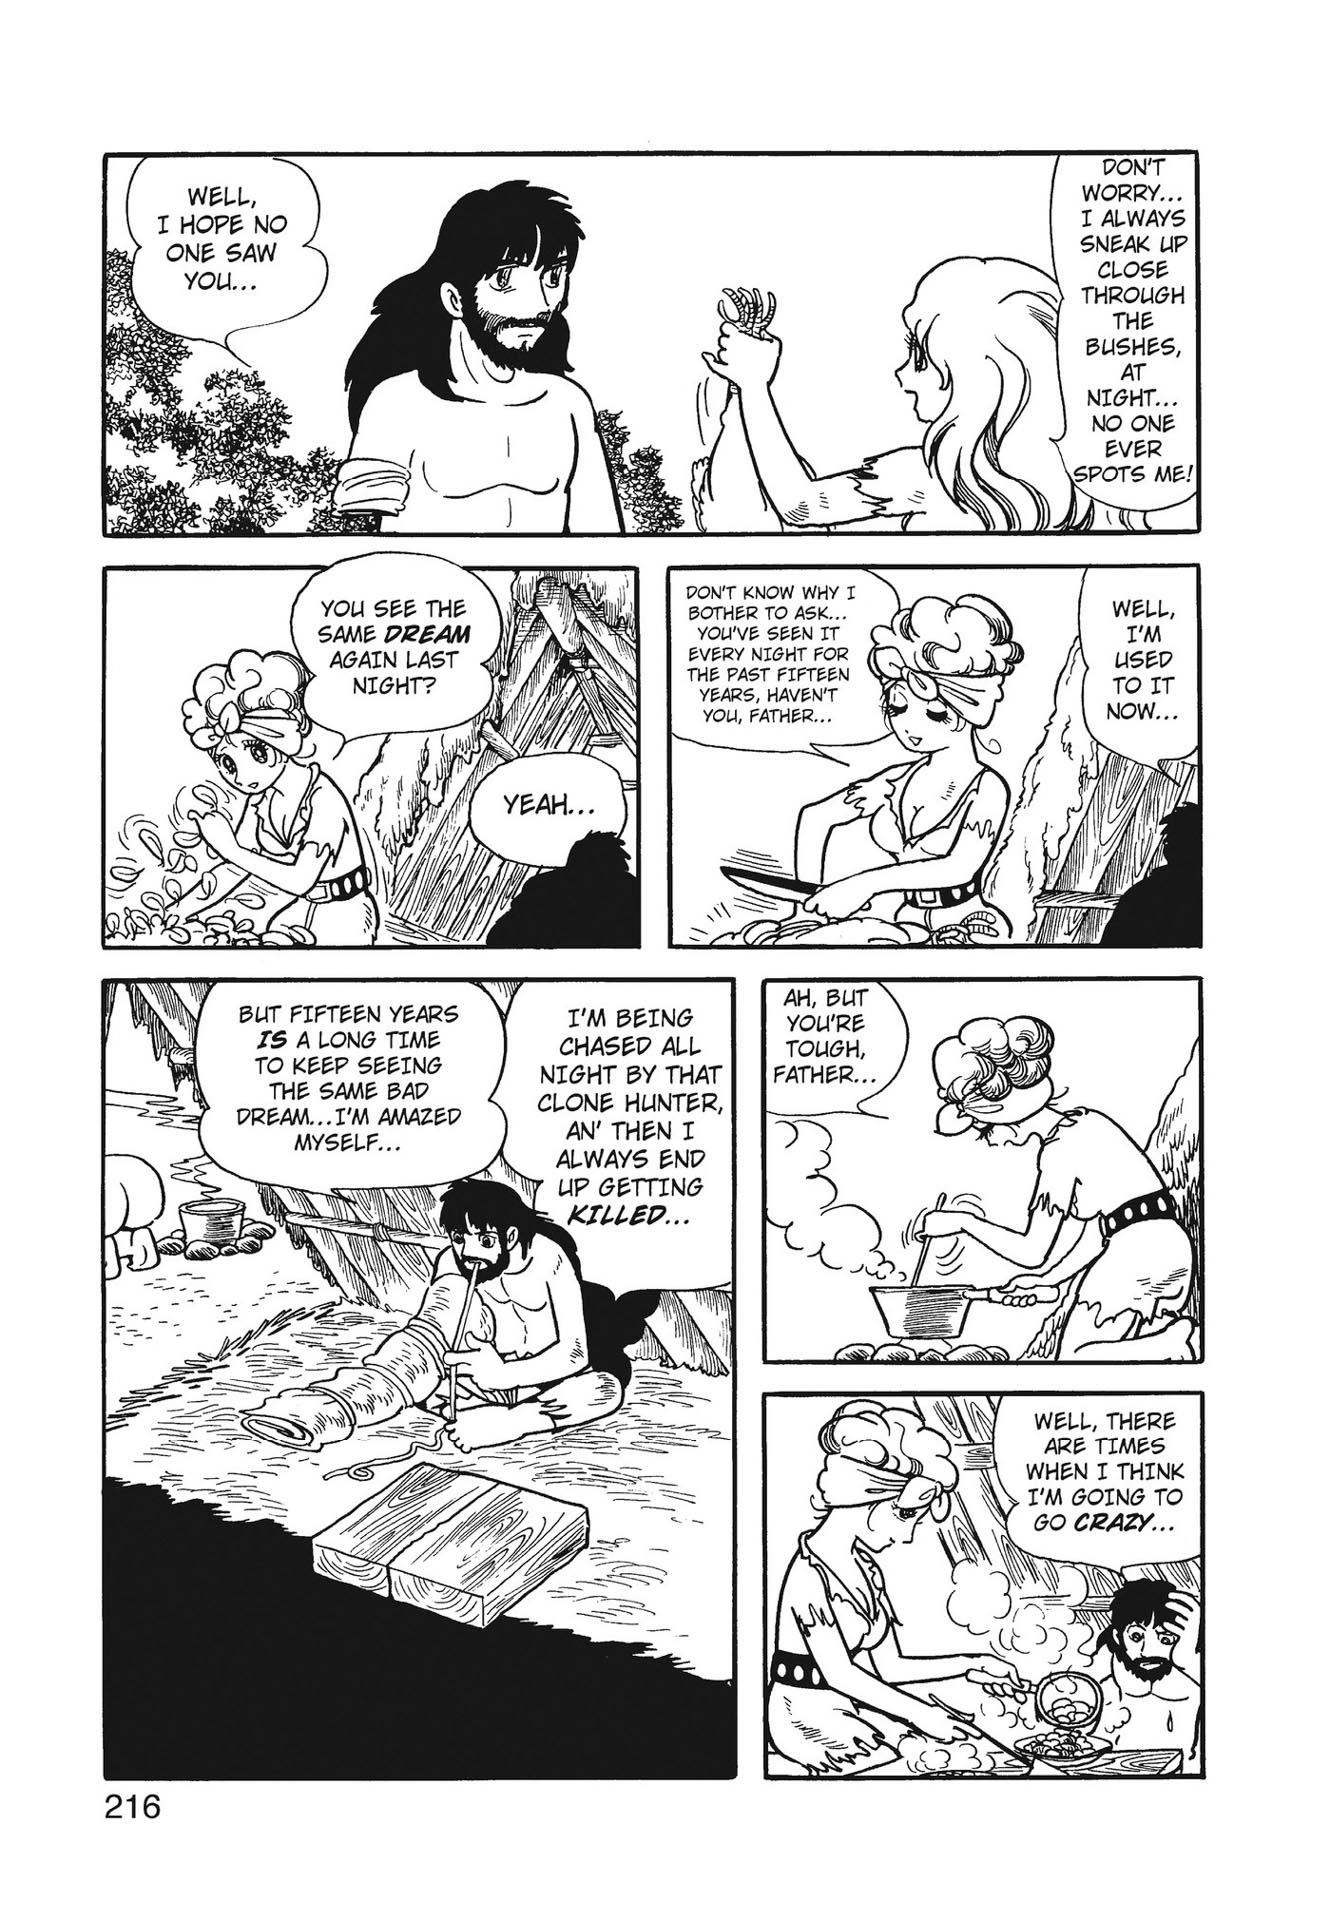 WELL,
I HOPE NO
ONE SAW
YOU...
DON'T
WORRY...
I ALWAYS
SNEAK UP
CLOSE
THROUGH
THE
BUSHES,
AT
NIGHT...
NO ONE
EVER
SPOTS ME!
YOU SEE THE
SAME DREAM
AGAIN LAST
NIGHT?
YEAH...
DON'T KNOW WHY I
BOTHER TO ASK...
YOU'VE SEEN IT
EVERY NIGHT FOR
THE PAST FIFTEEN
YEARS, HAVEN'T
YOU, FATHER...
WELL,
I'M
USED
TO IT
NOW...
BUT FIFTEEN YEARS
IS A LONG TIME
TO KEEP SEEING
THE SAME BAD
DREAM...I'M AMAZED
MYSELF...
I'M BEING
CHASED ALL
NIGHT BY THAT
CLONE HUNTER,
AN' THEN I
ALWAYS END
UP GETTING
KILLED...
AH, BUT
YOU'RE
TOUGH,
FATHER...
WELL, THERE
ARE TIMES
WHEN I THINK
I'M GOING TO
GO CRAZY...
216